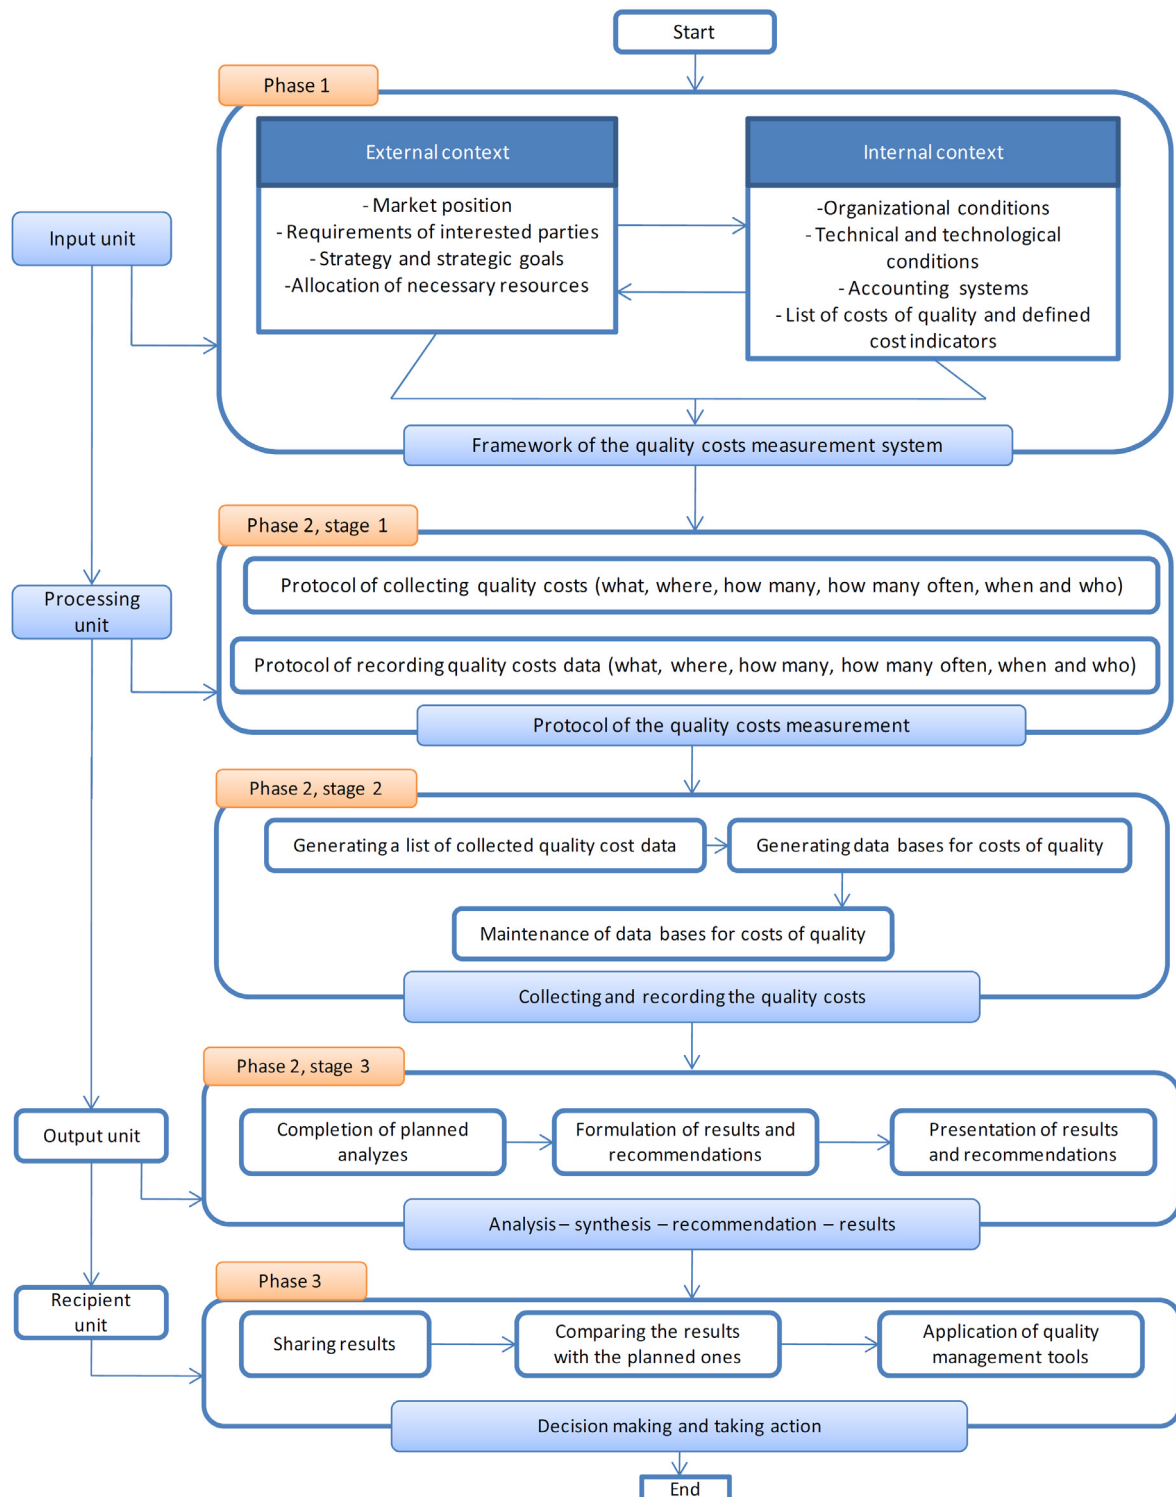 Start
Phase 1
External context
- Market position
- Requirements of interested parties
- Strategy and strategic goals
-Allocation of necessary resources
Internal context
-Organizational conditions
- Technical and technological
conditions
- Accounting systems
- List of costs of quality and defined
cost indicators
Input unit
Framework of the quality costs measurement system
Phase 2, stage 1
Protocol of collecting quality costs (what, where, how many, how many often, when and who)
Processing
unit
Protocol of recording quality costs data (what, where, how many, how many often, when and who)
Protocol of the quality costs measurement
Phase 2, stage 2
Generating a list of collected quality cost data
Generating data bases for costs of quality
Maintenance of data bases for costs of quality
Collecting and recording the quality costs
Phase 2, stage 3
Output unit
Completion of planned
analyzes
Formulation of results and
recommendations
Presentation of results
and recommendations
Analysis – synthesis – recommendation – results
Phase 3
Recipient
unit
Sharing results
Comparing the results
with the planned ones
Application of quality
management tools
Decision making and taking action
End